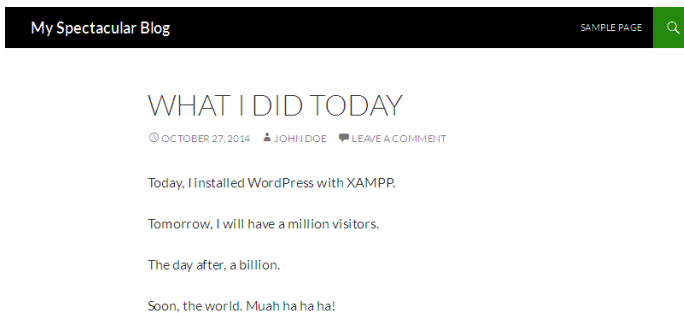 My Spectacular Blog
SAMPLE PAGE
WHAT I DID TODAY
OCTOBER 27, 2014 JOHN DOE LEAVE A COMMENT
Today, I installed WordPress with XAMPP.
Tomorrow, I will have a million visitors.
The day after, a billion.
Soon, the world. Muah ha ha ha!